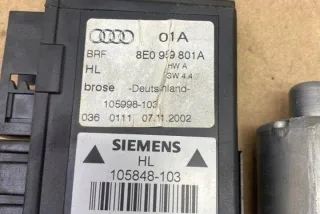 01A
BRF 8E0 959 801A
HL HW A
SW 4.4
brose -Deutschland-
105998-103
036 0111 07.11.2002
SIEMENS
HL
105848-103